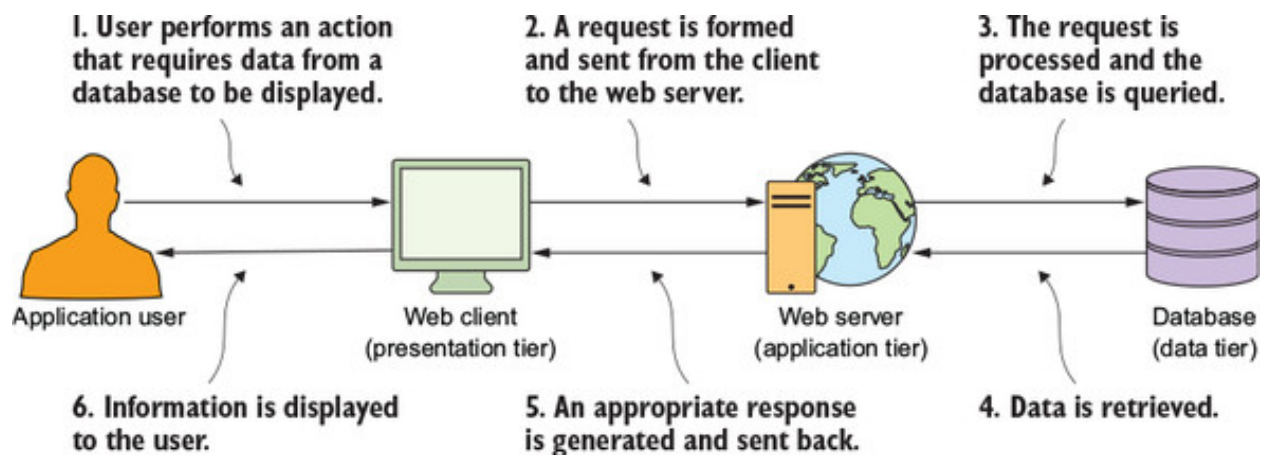 1. User performs an action
that requires data from a
database to be displayed.
2. A request is formed
and sent from the client
to the web server.
3. The request is
processed and the
database is queried.
Application user
Web client
(presentation tier)
Web server
(application tier)
Database
(data tier)
6. Information is displayed
to the user.
5. An appropriate response
is generated and sent back.
4. Data is retrieved.